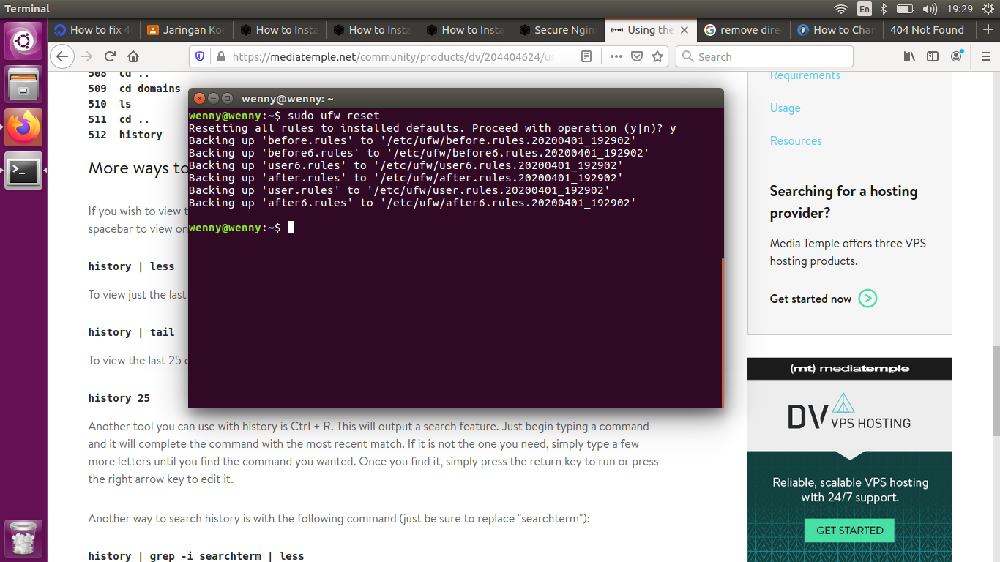 Terminal
En
19:29
How to fix 4
Jaringan Kor
How to Insta
How to Insta
How to Insta
Secure Ngin
(mt) Using the
remove dire
How to Char
404 Not Found
https://mediatemple.net/community/products/dv/204404624/us
Search
508 cd ..
509 cd domains
510 ls
511 cd ..
512 history
More ways to
If you wish to view t
spacebar to view on
history | less
To view just the last
history | tail
To view the last 25 c
history 25
Another tool you can use with history is Ctrl + R. This will output a search feature. Just begin typing a command
and it will complete the command with the most recent match. If it is not the one you need, simply type a few
more letters until you find the command you wanted. Once you find it, simply press the return key to run or press
the right arrow key to edit it.
Another way to search history is with the following command (just be sure to replace "searchterm"):
history | grep -i searchterm | less
wenny@wenny: ~
wenny@wenny:~$ sudo ufw reset
Resetting all rules to installed defaults. Proceed with operation (y|n)? y
Backing up 'before.rules' to '/etc/ufw/before.rules.20200401_192902'
Backing up 'before6.rules' to '/etc/ufw/before6.rules.20200401_192902'
Backing up 'user6.rules' to '/etc/ufw/user6.rules.20200401_192902'
Backing up 'after.rules' to '/etc/ufw/after.rules.20200401_192902'
Backing up 'user.rules' to '/etc/ufw/user.rules.20200401_192902'
Backing up 'after6.rules' to '/etc/ufw/after6.rules.20200401_192902'
wenny@wenny:~$
Requirements
Usage
Resources
Searching for a hosting
provider?
Media Temple offers three VPS
hosting products.
Get started now
(mt) mediatemple
DV VPS HOSTING
Reliable, scalable VPS hosting
with 24/7 support.
GET STARTED